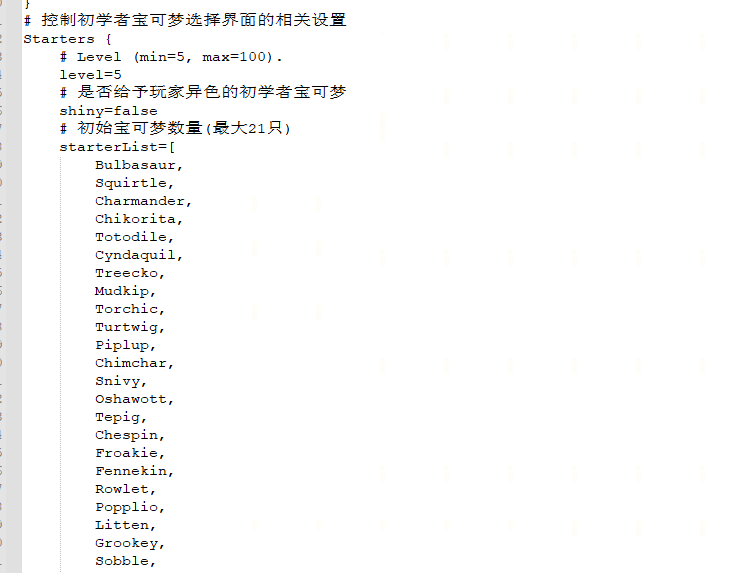 }
# 控制初学者宝可梦选择界面的相关设置
Starters {
# Level (min=5, max=100).
level=5
# 是否给予玩家异色的初学者宝可梦
shiny=false
# 初始宝可梦数量(最大21只)
starterList=[
Bulbasaur,
Squirtle,
Charmander,
Chikorita,
Totodile,
Cyndaquil,
Treecko,
Mudkip,
Torchic,
Turtwig,
Piplup,
Chimchar,
Snivy,
Oshawott,
Tepig,
Chespin,
Froakie,
Fennekin,
Rowlet,
Popplio,
Litten,
Grookey,
Sobble,